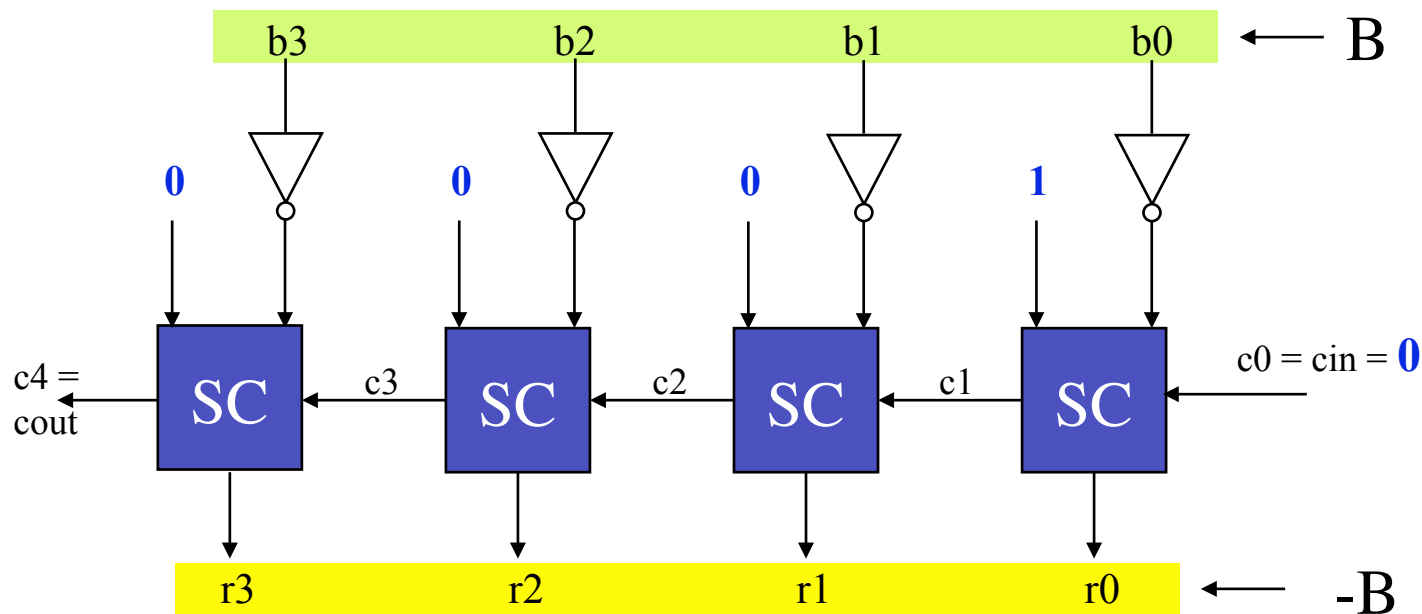 b3 b2 b1 b0 B
0 0 0 1
c4 =
cout
SC c3 SC c2 SC c1 SC c0 = cin = 0
r3 r2 r1 r0 -B